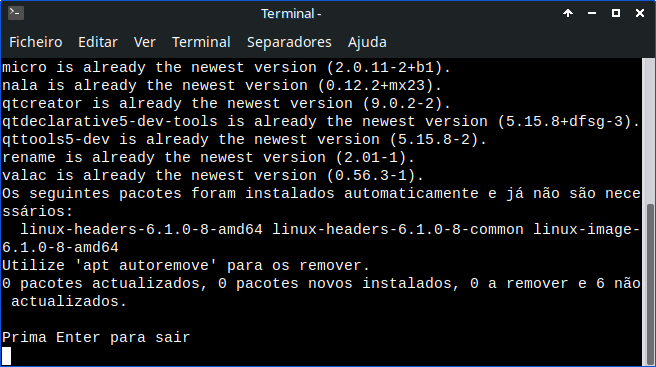 Terminal -
Ficheiro Editar Ver Terminal Separadores Ajuda
micro is already the newest version (2.0.11-2+b1).
nala is already the newest version (0.12.2+mx23).
qtcreator is already the newest version (9.0.2-2).
qtdeclarative5-dev-tools is already the newest version (5.15.8+dfsg-3).
qttools5-dev is already the newest version (5.15.8-2).
rename is already the newest version (2.01-1).
valac is already the newest version (0.56.3-1).
Os seguintes pacotes foram instalados automaticamente e já não são nece
ssários:
  linux-headers-6.1.0-8-amd64 linux-headers-6.1.0-8-common linux-image-
6.1.0-8-amd64
Utilize 'apt autoremove' para os remover.
0 pacotes actualizados, 0 pacotes novos instalados, 0 a remover e 6 não
 actualizados.
Prima Enter para sair